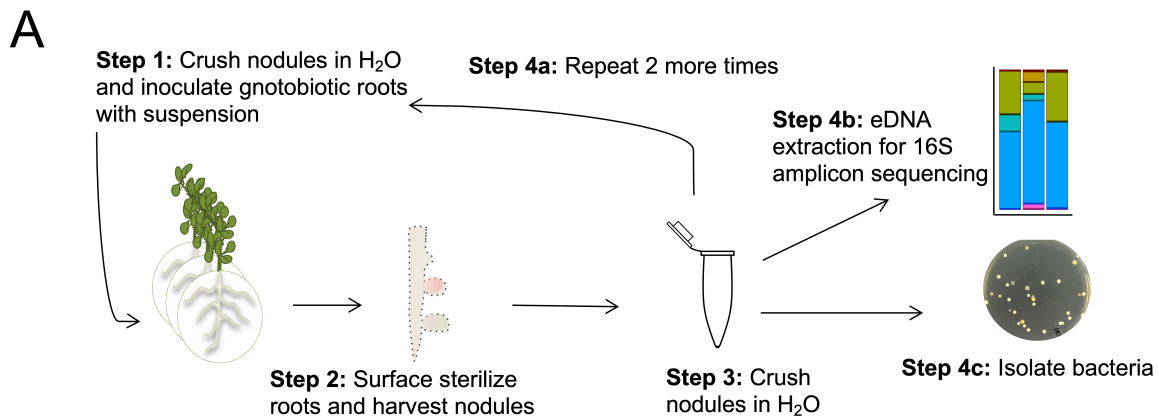 A
Step 1: Crush nodules in H₂O
and inoculate gnotobiotic roots
with suspension
Step 4a: Repeat 2 more times
Step 4b: eDNA
extraction for 16S
amplicon sequencing
Step 2: Surface sterilize
roots and harvest nodules
Step 3: Crush
nodules in H₂O
Step 4c: Isolate bacteria